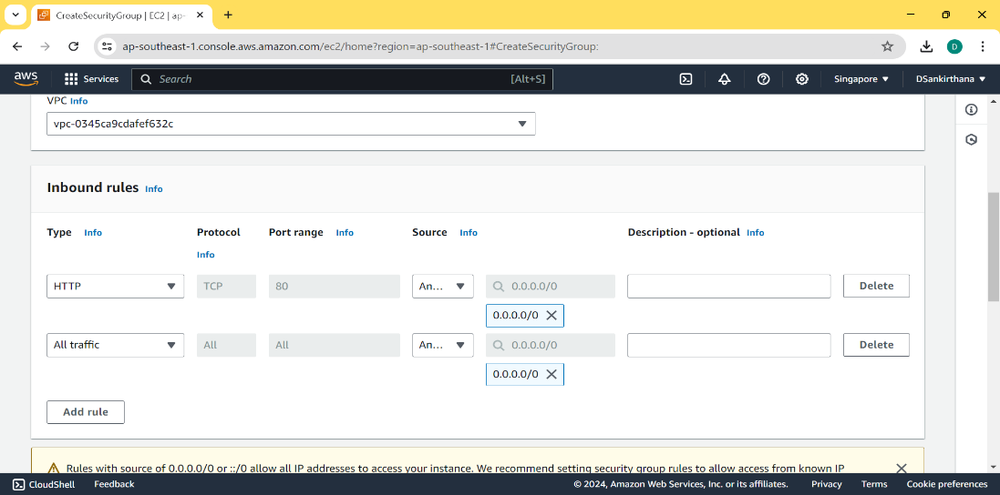 CreateSecurityGroup | EC2 | ap-
ap-southeast-1.console.aws.amazon.com/ec2/home?region=ap-southeast-1#CreateSecurityGroup:
D
aws Services Search [Alt+S] Singapore DSankirthana
VPC Info
vpc-0345ca9cdafef632c
Inbound rules Info
Type Info Protocol Port range Info Source Info Description - optional Info
Info
HTTP TCP 80 An... 0.0.0.0/0 Delete
0.0.0.0/0
All traffic All All An... 0.0.0.0/0 Delete
0.0.0.0/0
Add rule
Rules with source of 0.0.0.0/0 or ::/0 allow all IP addresses to access your instance. We recommend setting security group rules to allow access from known IP
CloudShell Feedback © 2024, Amazon Web Services, Inc. or its affiliates. Privacy Terms Cookie preferences